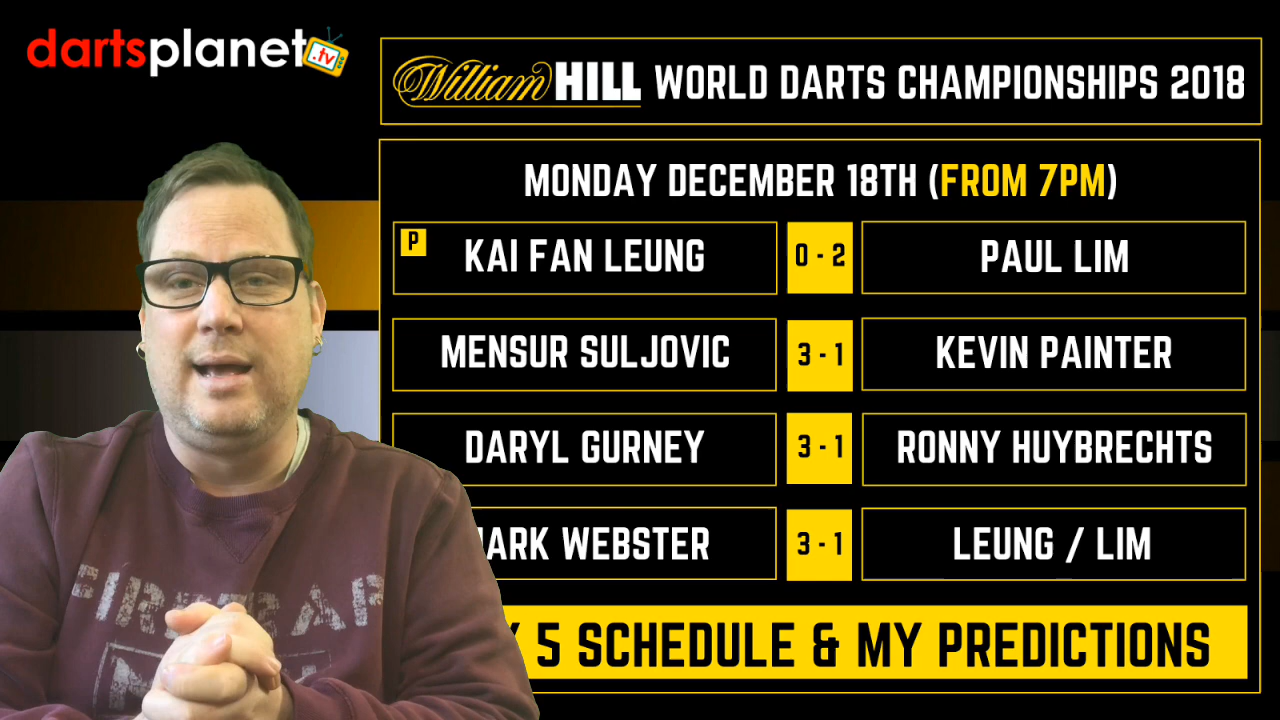 dartsplanet.tv
William HILL WORLD DARTS CHAMPIONSHIPS 2018
MONDAY DECEMBER 18TH (FROM 7PM)
P KAI FAN LEUNG 0 - 2 PAUL LIM
MENSUR SULJOVIC 3 - 1 KEVIN PAINTER
DARYL GURNEY 3 - 1 RONNY HUYBRECHTS
ARK WEBSTER 3 - 1 LEUNG / LIM
5 SCHEDULE & MY PREDICTIONS